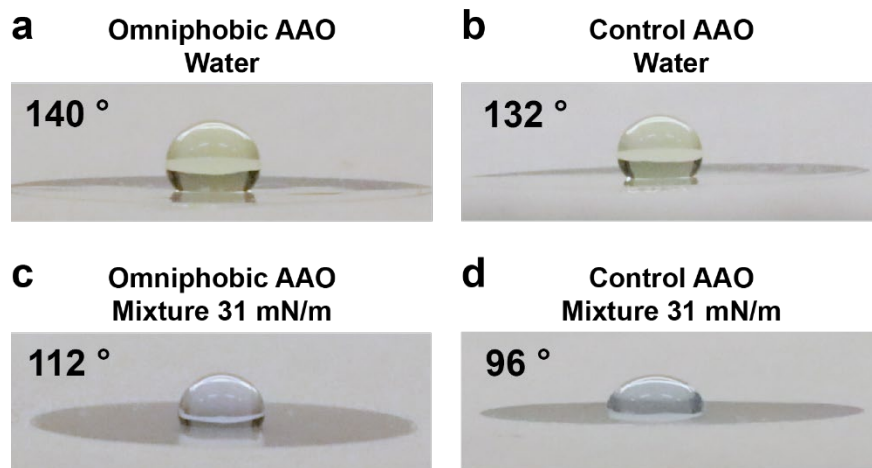 a
Omniphobic AAO
Water
140 °
b
Control AAO
Water
132 °
c
Omniphobic AAO
Mixture 31 mN/m
112 °
d
Control AAO
Mixture 31 mN/m
96 °